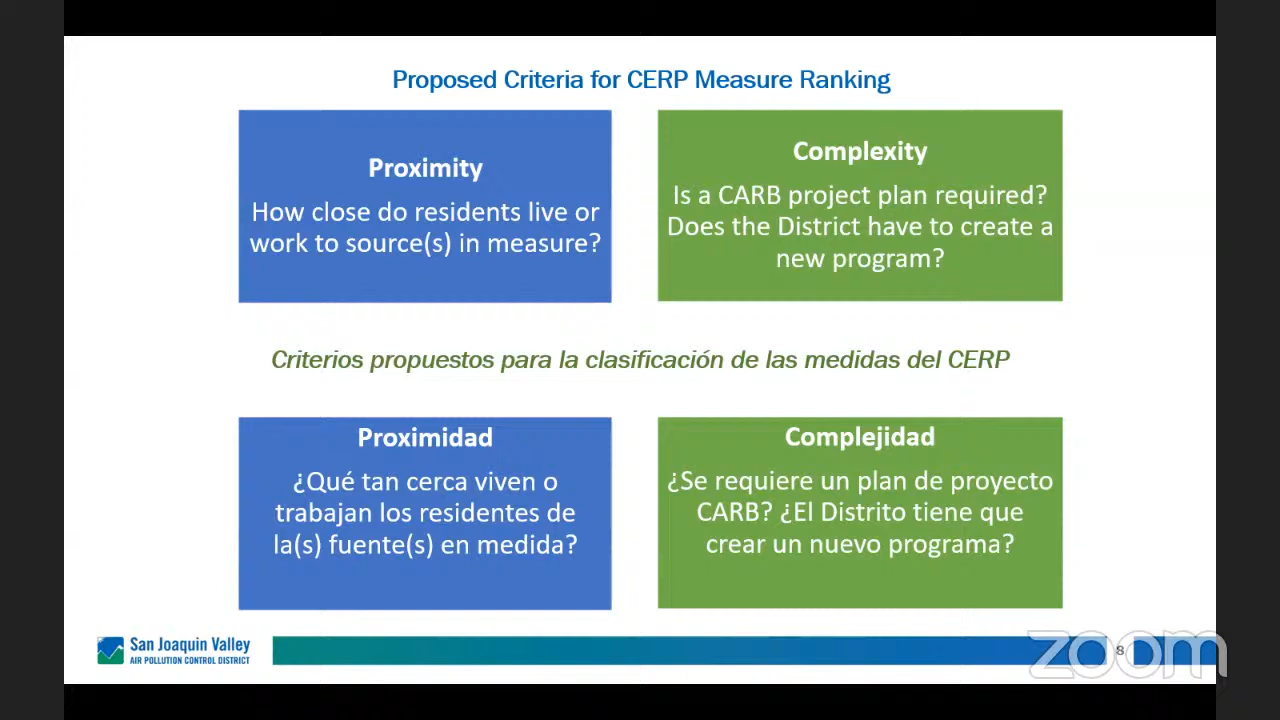 Proposed Criteria for CERP Measure Ranking
Proximity
How close do residents live or
work to source(s) in measure?
Complexity
Is a CARB project plan required?
Does the District have to create a
new program?
Criterios propuestos para la clasificación de las medidas del CERP
Proximidad
¿Qué tan cerca viven o
trabajan los residentes de
la(s) fuente(s) en medida?
Complejidad
¿Se requiere un plan de proyecto
CARB? ¿El Distrito tiene que
crear un nuevo programa?
San Joaquin Valley
AIR POLLUTION CONTROL DISTRICT
8
zoom